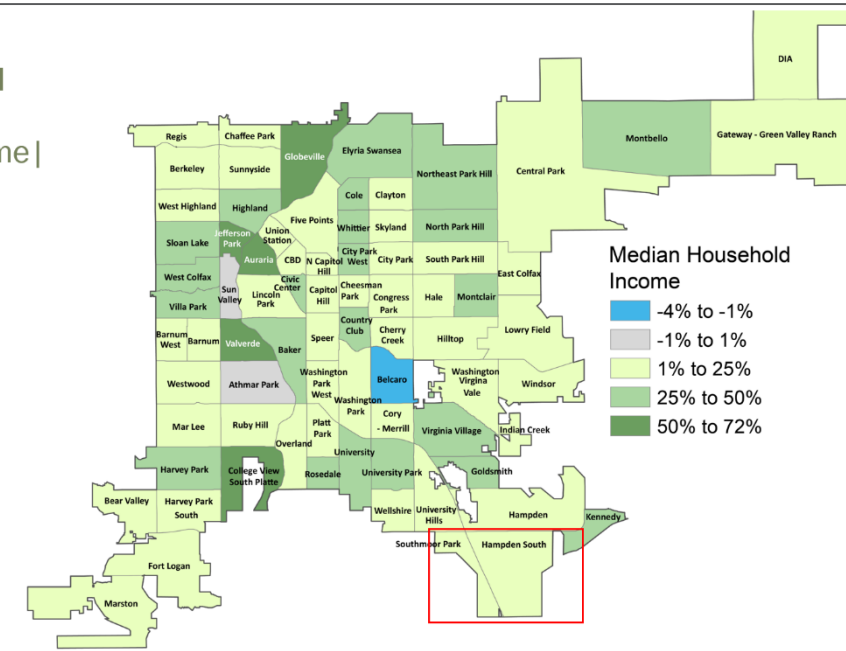 me|
DIA
Regis
Chaffee Park
Globeville
Elyria Swansea
Montbello
Gateway - Green Valley Ranch
Berkeley
Sunnyside
Northeast Park Hill
Central Park
West Highland
Highland
Cole
Clayton
Five Points
Jefferson
Park
Union
Station
Whittier
Skyland
North Park Hill
Sloan Lake
Auraria
CBD
N Capitol
Hill
City Park
West
City Park
South Park Hill
West Colfax
Sun
Valley
Civic
Center
Lincoln
Park
Capitol
Hill
Cheesman
Park
Congress
Park
Hale
Montclair
East Colfax
Villa Park
Country
Club
Cherry
Creek
Hilltop
Lowry Field
Barnum
West
Barnum
Valverde
Baker
Speer
Westwood
Athmar Park
Washington
Park
West
Washington
Park
Belcaro
Washington
Virgina
Vale
Windsor
Mar Lee
Ruby Hill
Overland
Platt
Park
Cory
- Merrill
Virginia Village
Indian Creek
University
Harvey Park
College View
South Platte
Rosedale
University Park
Goldsmith
Bear Valley
Harvey Park
South
Wellshire
University
Hills
Hampden
Kennedy
Southmoor Park
Hampden South
Fort Logan
Marston
Median Household
Income
-4% to -1%
-1% to 1%
1% to 25%
25% to 50%
50% to 72%